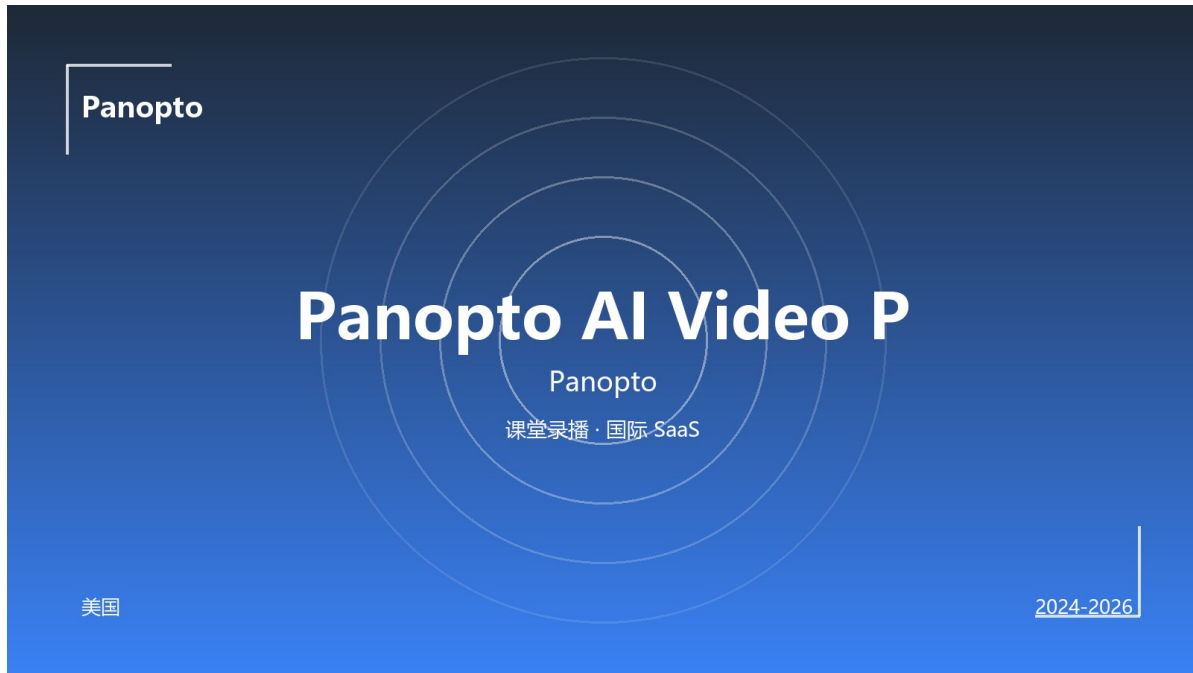 Panopto
Panopto AI Video P
Panopto
课堂录播 · 国际 SaaS
美国
2024-2026